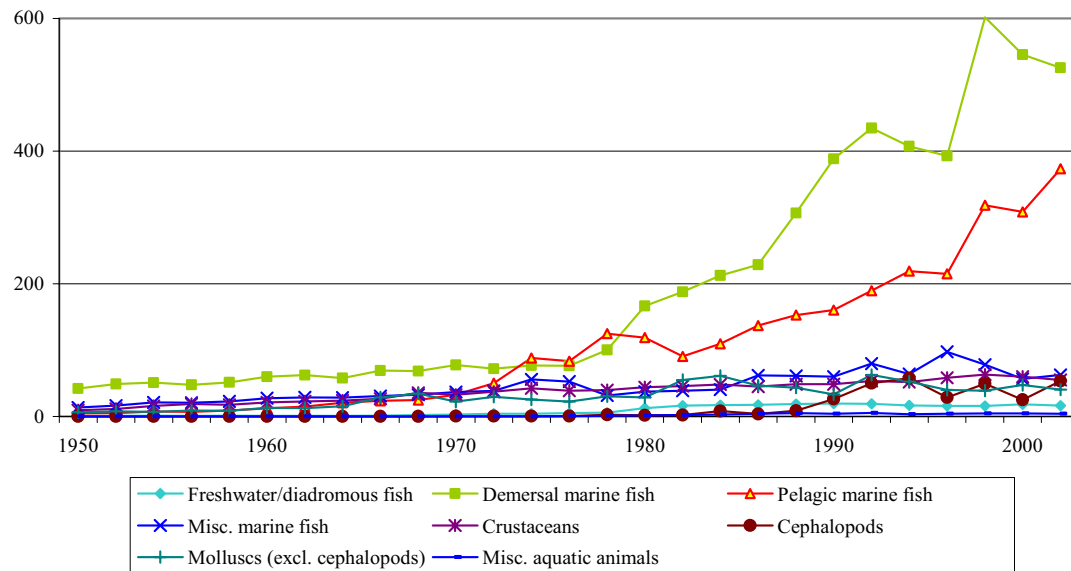 600
400
200
0
1950 1960 1970 1980 1990 2000
Freshwater/diadromous fish Demersal marine fish Pelagic marine fish
Misc. marine fish Crustaceans Cephalopods
Molluscs (excl. cephalopods) Misc. aquatic animals